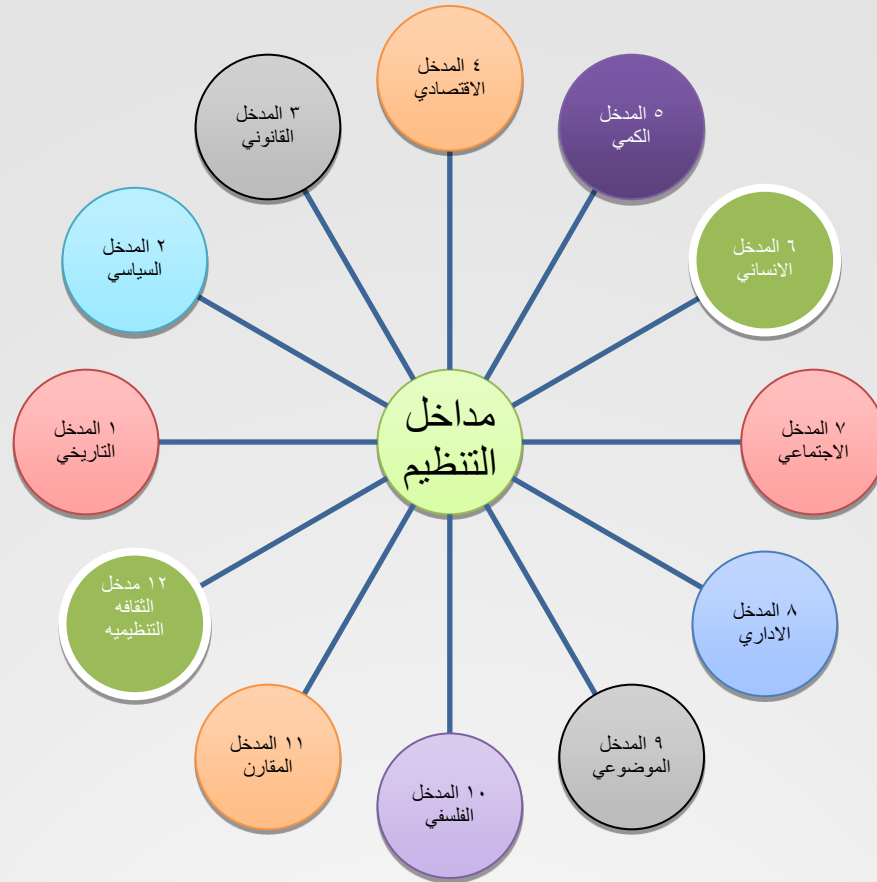 مداخل
التنظيم
١ المدخل
التاريخي
٢ المدخل
السياسي
٣ المدخل
القانوني
٤ المدخل
الاقتصادي
٥ المدخل
الكمي
٦ المدخل
الانساني
٧ المدخل
الاجتماعي
٨ المدخل
الاداري
٩ المدخل
الموضوعي
١٠ المدخل
الفلسفي
١١ المدخل
المقارن
١٢ مدخل
الثقافه
التنظيميه